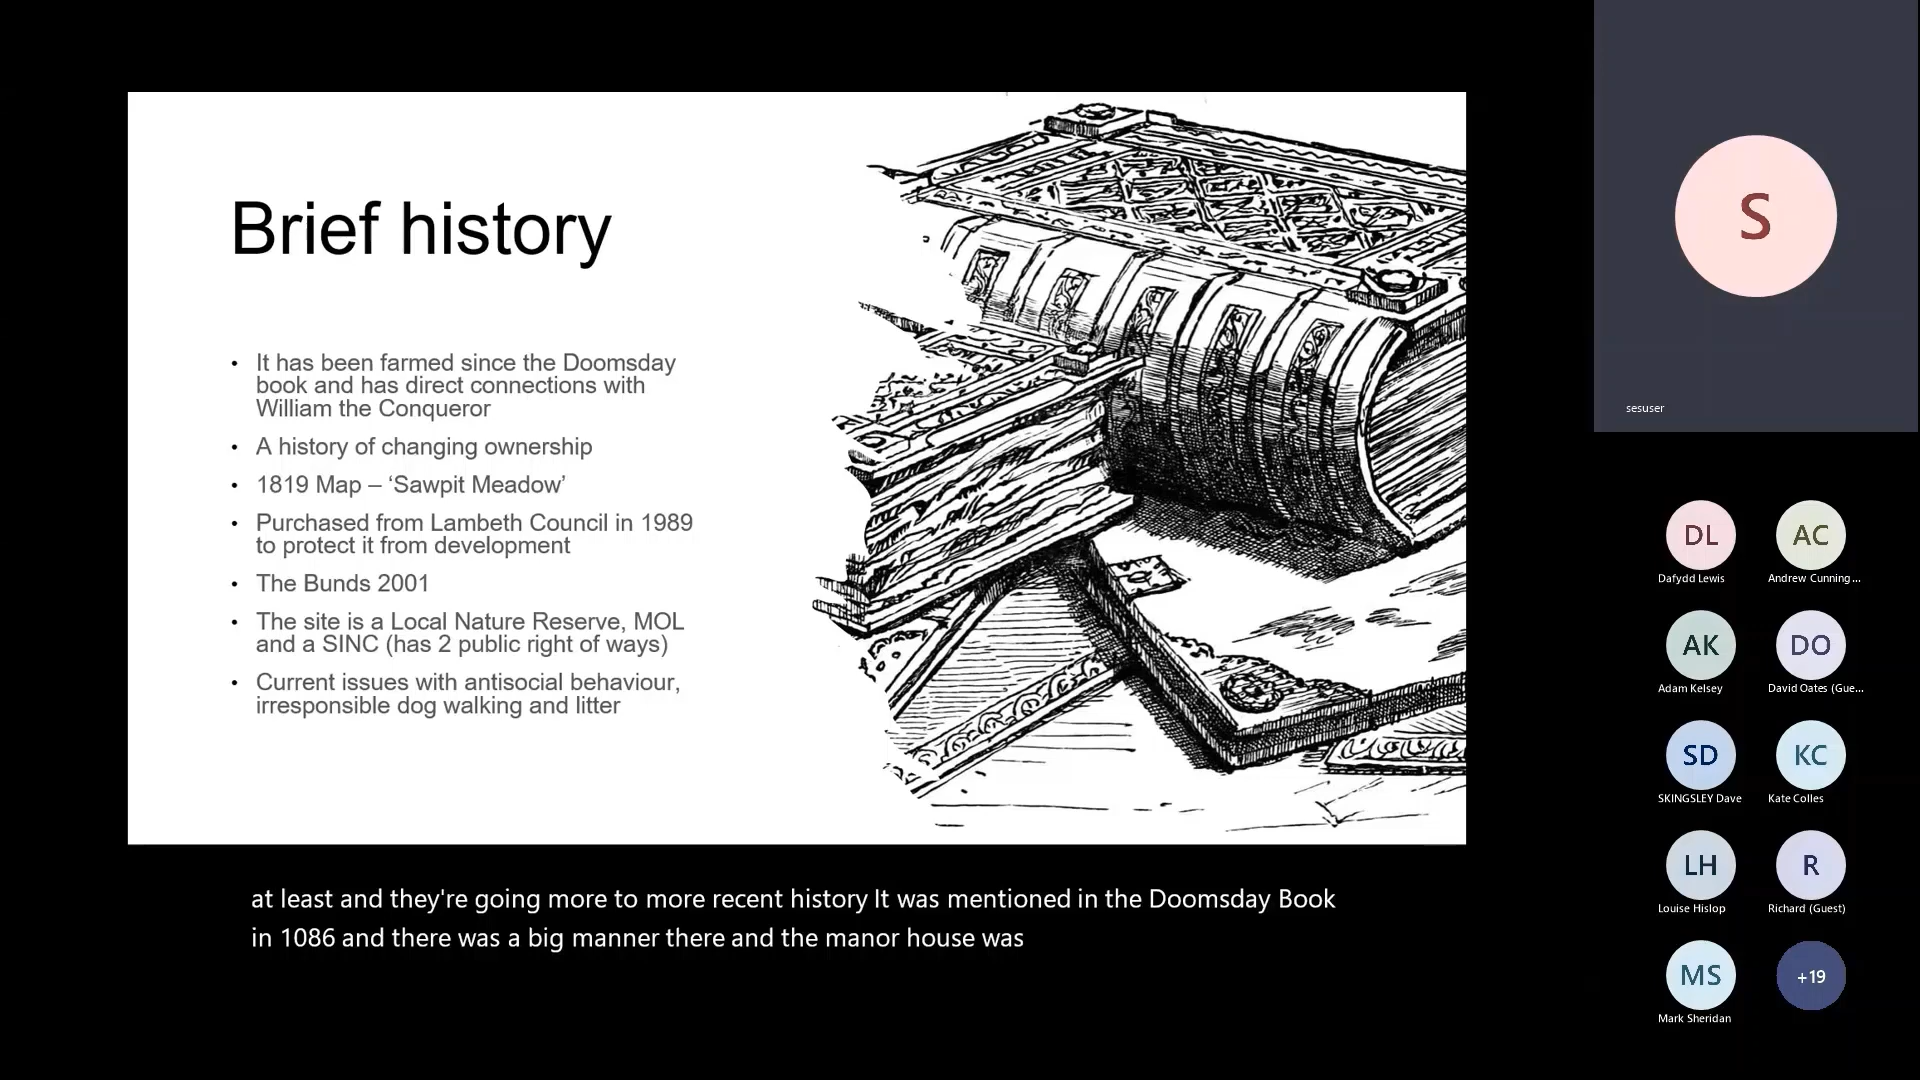 Brief history
• It has been farmed since the Doomsday
book and has direct connections with
William the Conqueror
• A history of changing ownership
• 1819 Map – ‘Sawpit Meadow’
• Purchased from Lambeth Council in 1989
to protect it from development
• The Bunds 2001
• The site is a Local Nature Reserve, MOL
and a SINC (has 2 public right of ways)
• Current issues with antisocial behaviour,
irresponsible dog walking and litter
at least and they're going more to more recent history It was mentioned in the Doomsday Book
in 1086 and there was a big manner there and the manor house was
S
sesuser
DL
Dafydd Lewis
AC
Andrew Cunning...
AK
Adam Kelsey
DO
David Oates (Gue...
SD
SKINGSLEY Dave
KC
Kate Colles
LH
Louise Hislop
R
Richard (Guest)
MS
Mark Sheridan
+19